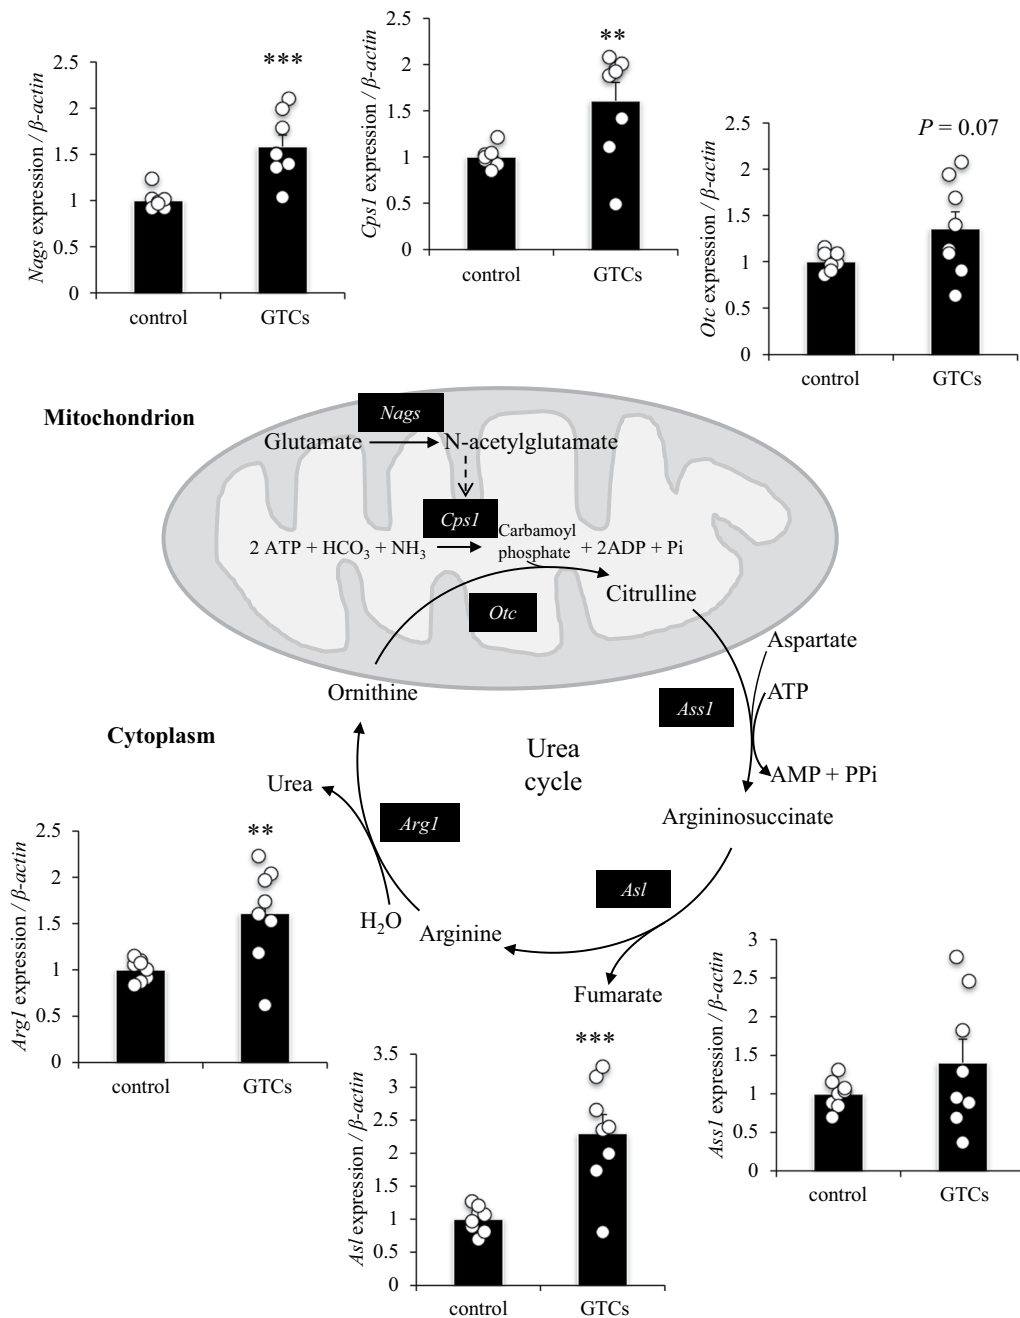 Nags expression / β-actin
2.5
2
1.5
1
0.5
0
***
control
GTCs
Cps1 expression / β-actin
2.5
2
1.5
1
0.5
0
**
control
GTCs
Otc expression / β-actin
2.5
2
1.5
1
0.5
0
P = 0.07
control
GTCs
Mitochondrion
Nags
Glutamate
N-acetylglutamate
Cps1
2 ATP + HCO₃ + NH₃
Carbamoyl
phosphate
+ 2ADP + Pi
Otc
Citrulline
Aspartate
Ornithine
Ass1
ATP
Cytoplasm
Urea
cycle
AMP + PPi
Urea
Arg1
Argininosuccinate
Asl
H₂O
Arginine
Fumarate
Arg1 expression / β-actin
2.5
2
1.5
1
0.5
0
**
control
GTCs
Asl expression / β-actin
3.5
3
2.5
2
1.5
1
0.5
0
***
control
GTCs
Ass1 expression / β-actin
3
2.5
2
1.5
1
0.5
0
control
GTCs